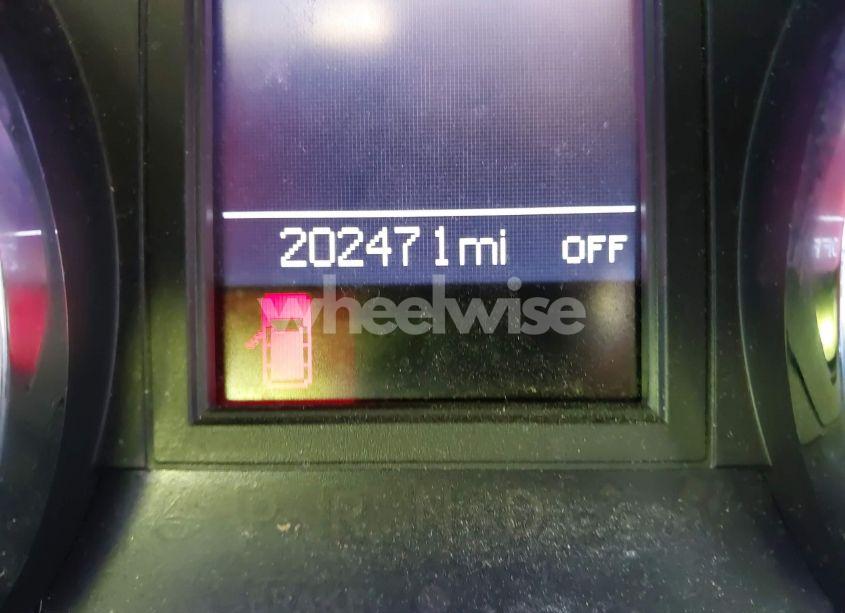 202471mi OFF
wheelwise
P R N D